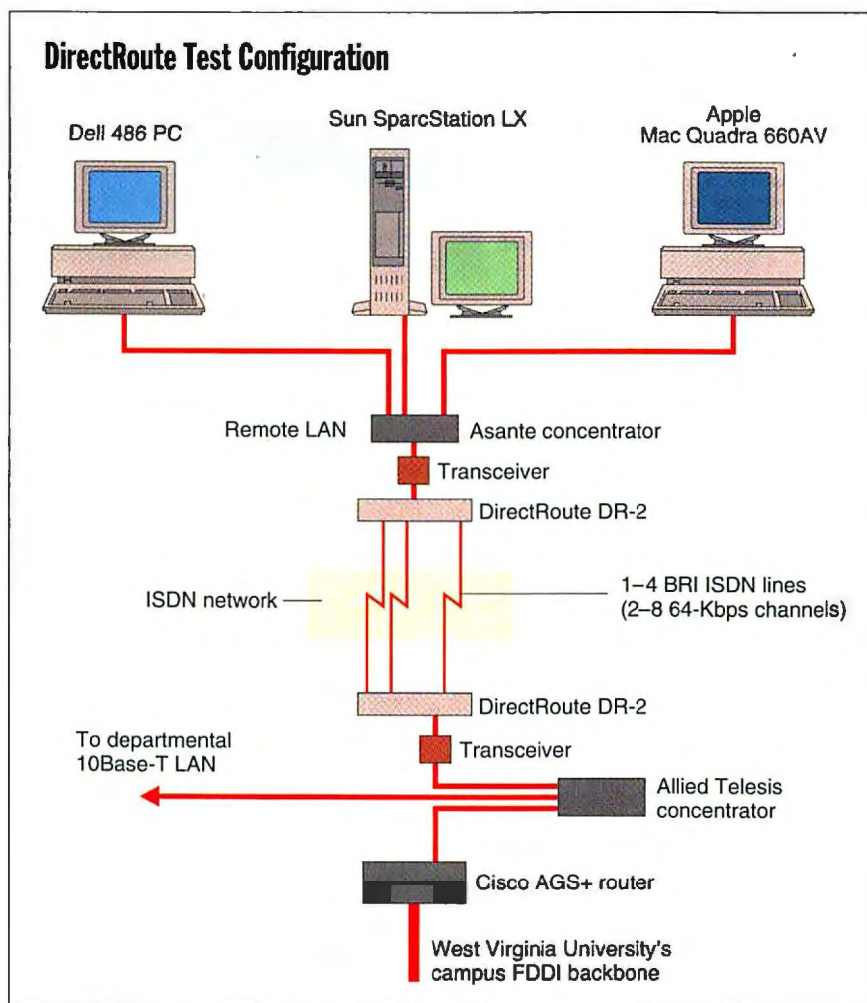 DirectRoute Test Configuration
Dell 486 PC
Sun SparcStation LX
Apple
Mac Quadra 660AV
Remote LAN
Asante concentrator
Transceiver
DirectRoute DR-2
ISDN network
1–4 BRI ISDN lines
(2–8 64-Kbps channels)
DirectRoute DR-2
To departmental
10Base-T LAN
Transceiver
Allied Telesis
concentrator
Cisco AGS+ router
West Virginia University's
campus FDDI backbone